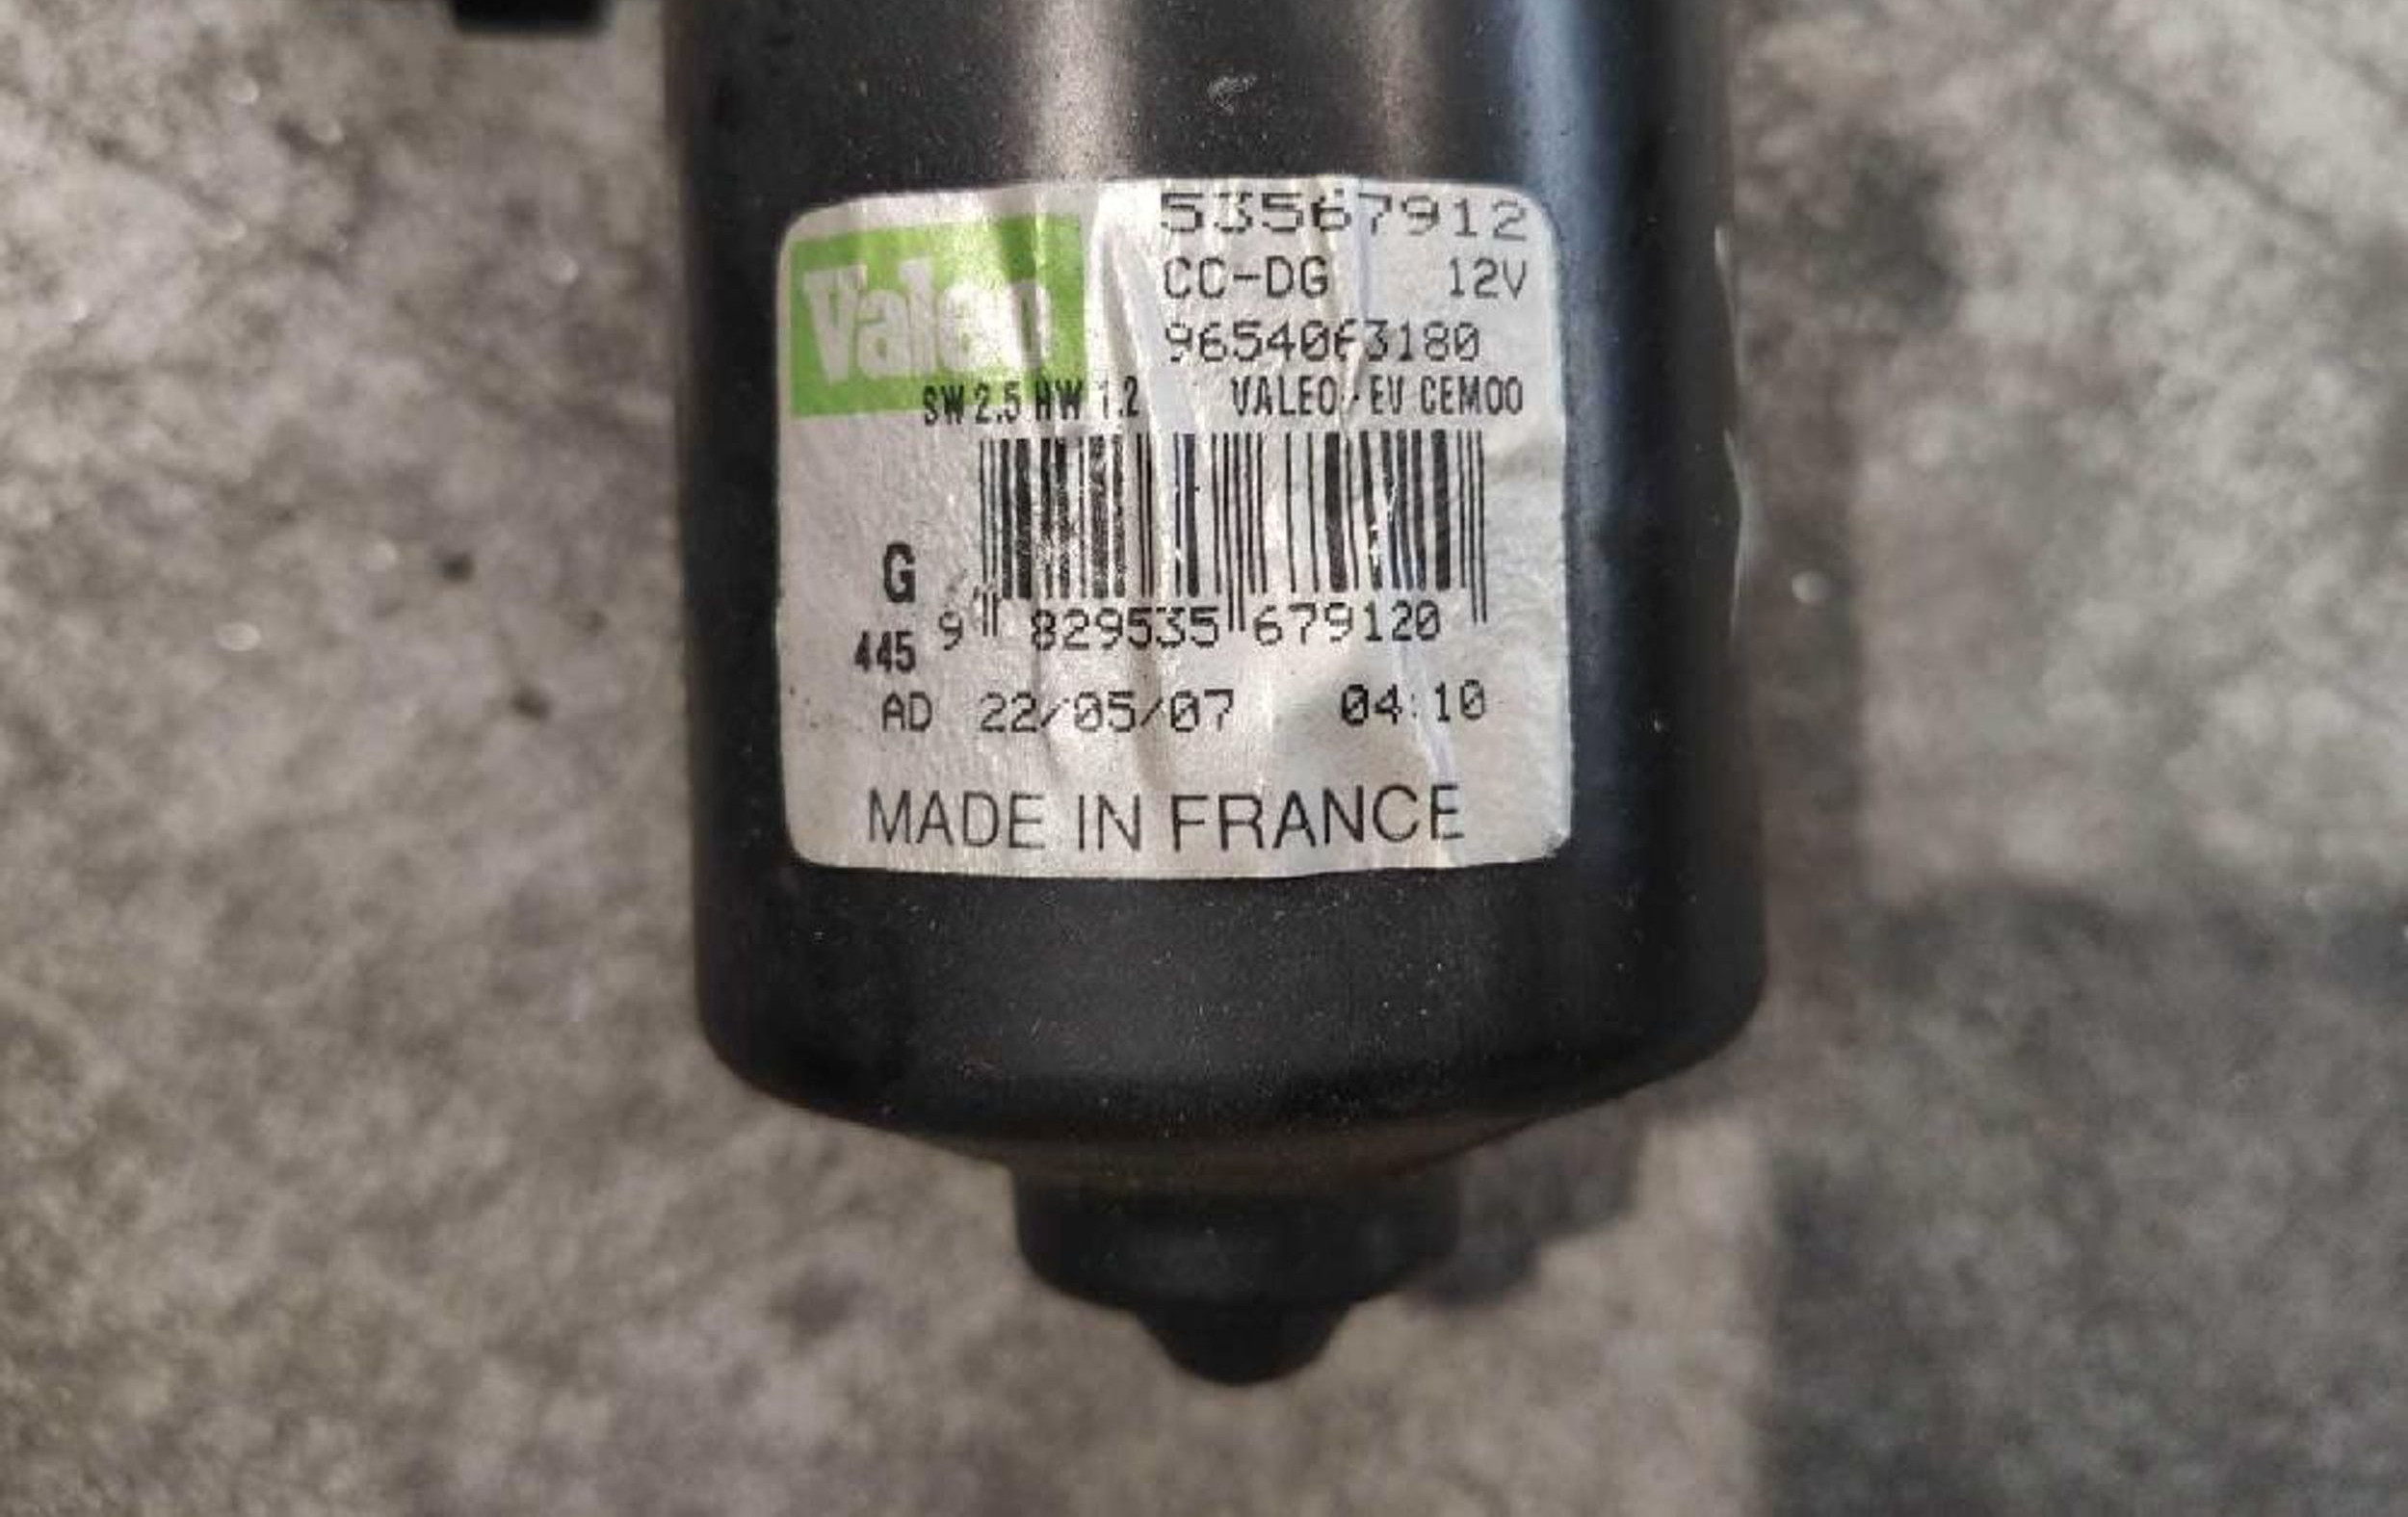 53567912
Valeo
CC-DG 12V
9654063180
SW 2.5 HW 1.2 VALEO-EV CEM00
G
445
9 829535 679120
AD 22/05/07 04:10
MADE IN FRANCE